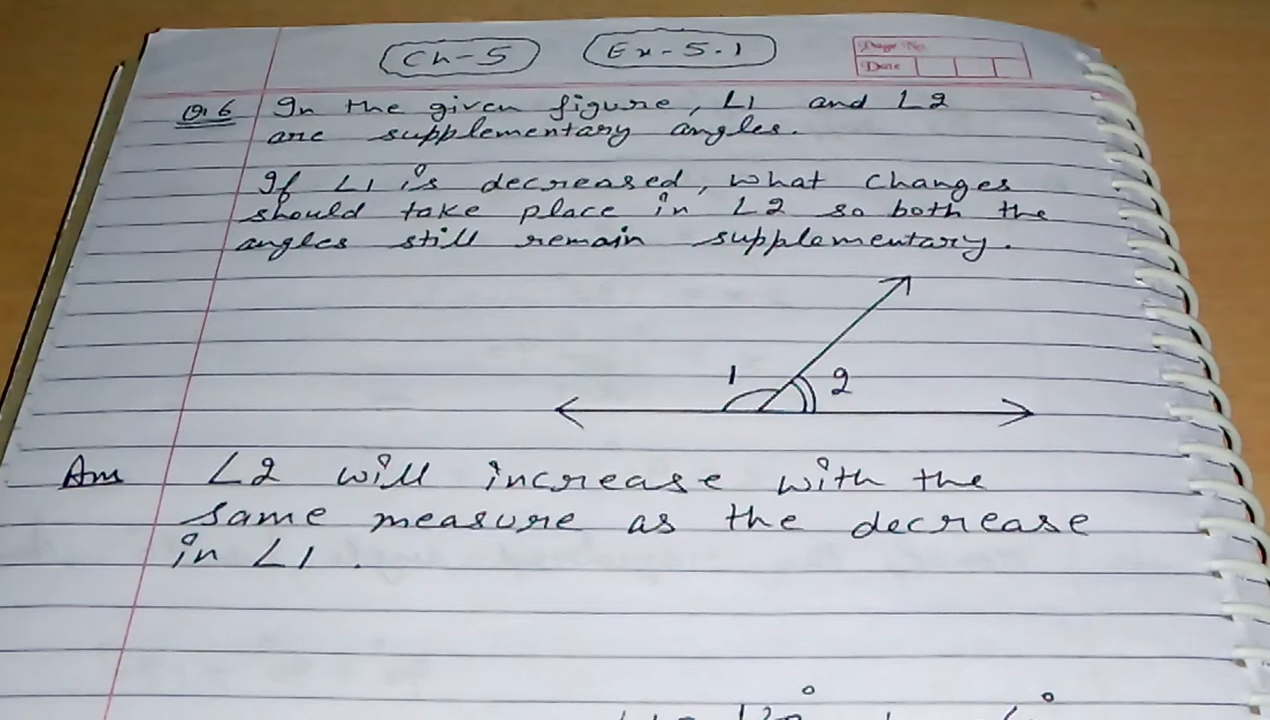 Ch-5 Ex-5.1
Page No.
Date
Q.6 In the given figure, ∠1 and ∠2
are supplementary angles.
If ∠1 is decreased, what changes
should take place in ∠2 so both the
angles still remain supplementary.
1 2
Ans ∠2 will increase with the
same measure as the decrease
in ∠1.